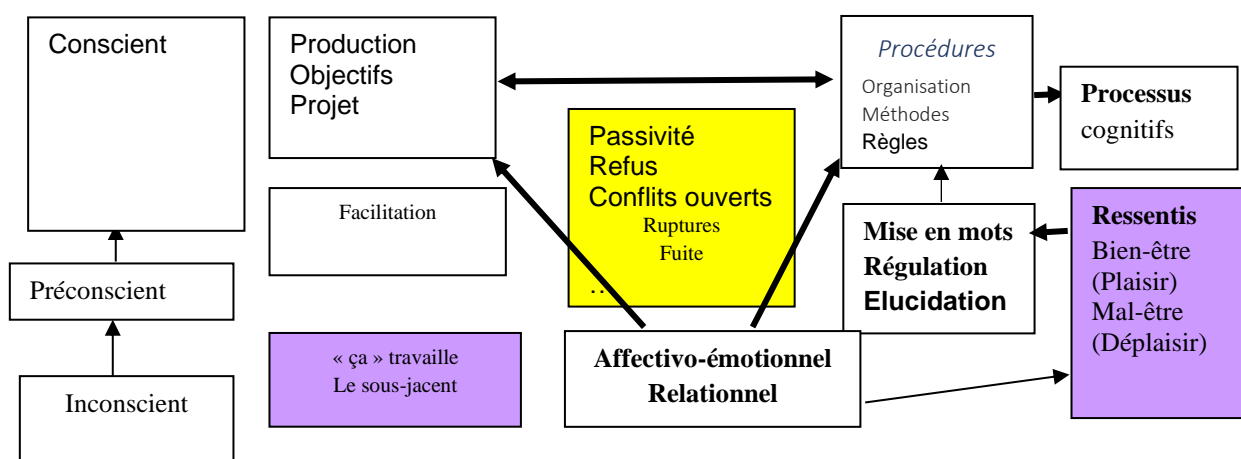 Conscient
Préconscient
Inconscient
Production
Objectifs
Projet
Facilitation
« ça » travaille
Le sous-jacent
Passivité
Refus
Conflits ouverts
Ruptures
Fuite
..
Affectivo-émotionnel
Relationnel
Procédures
Organisation
Méthodes
Règles
Mise en mots
Régulation
Elucidation
Processus
cognitifs
Ressentis
Bien-être
(Plaisir)
Mal-être
(Déplaisir)